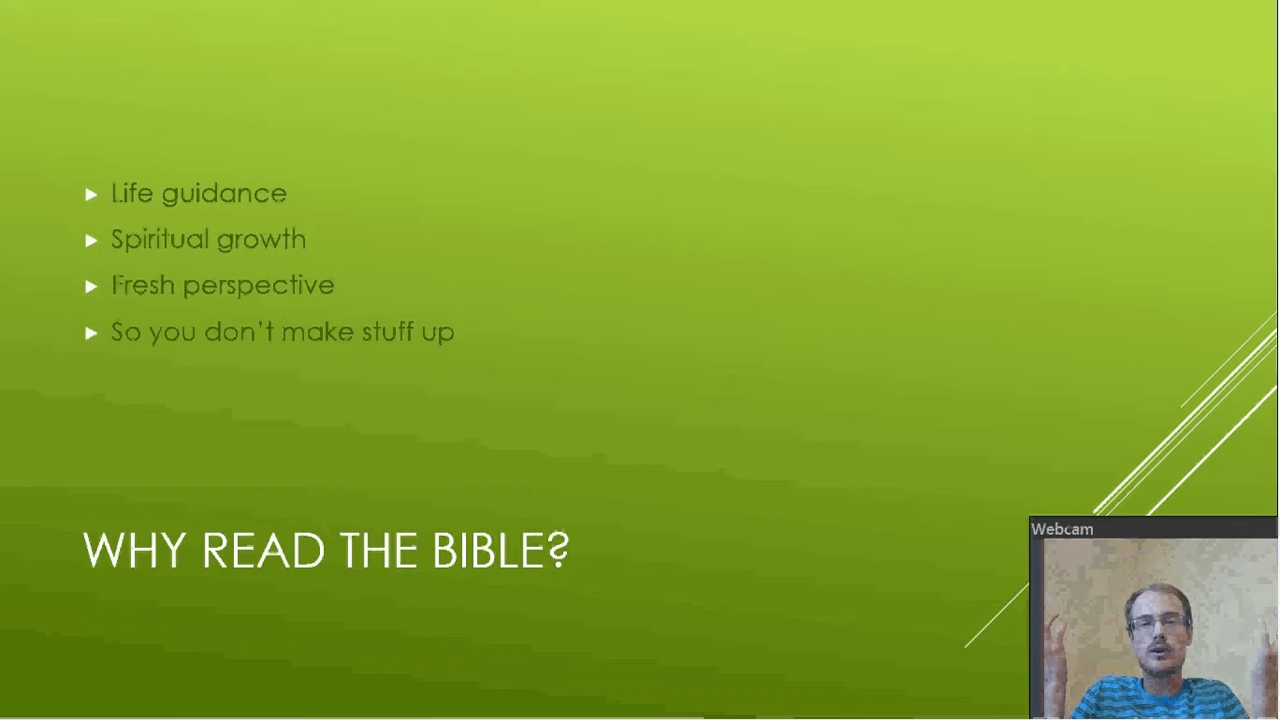 Life guidance
Spiritual growth
Fresh perspective
So you don't make stuff up
WHY READ THE BIBLE?
Webcam